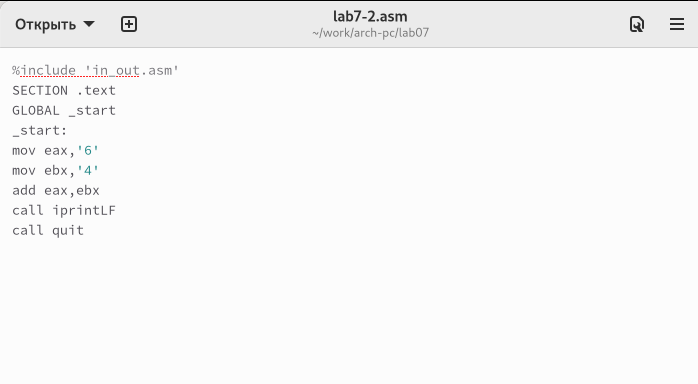 Открыть
lab7-2.asm
~/work/arch-pc/lab07
%include 'in_out.asm'
SECTION .text
GLOBAL _start
_start:
mov eax,'6'
mov ebx,'4'
add eax,ebx
call iprintLF
call quit